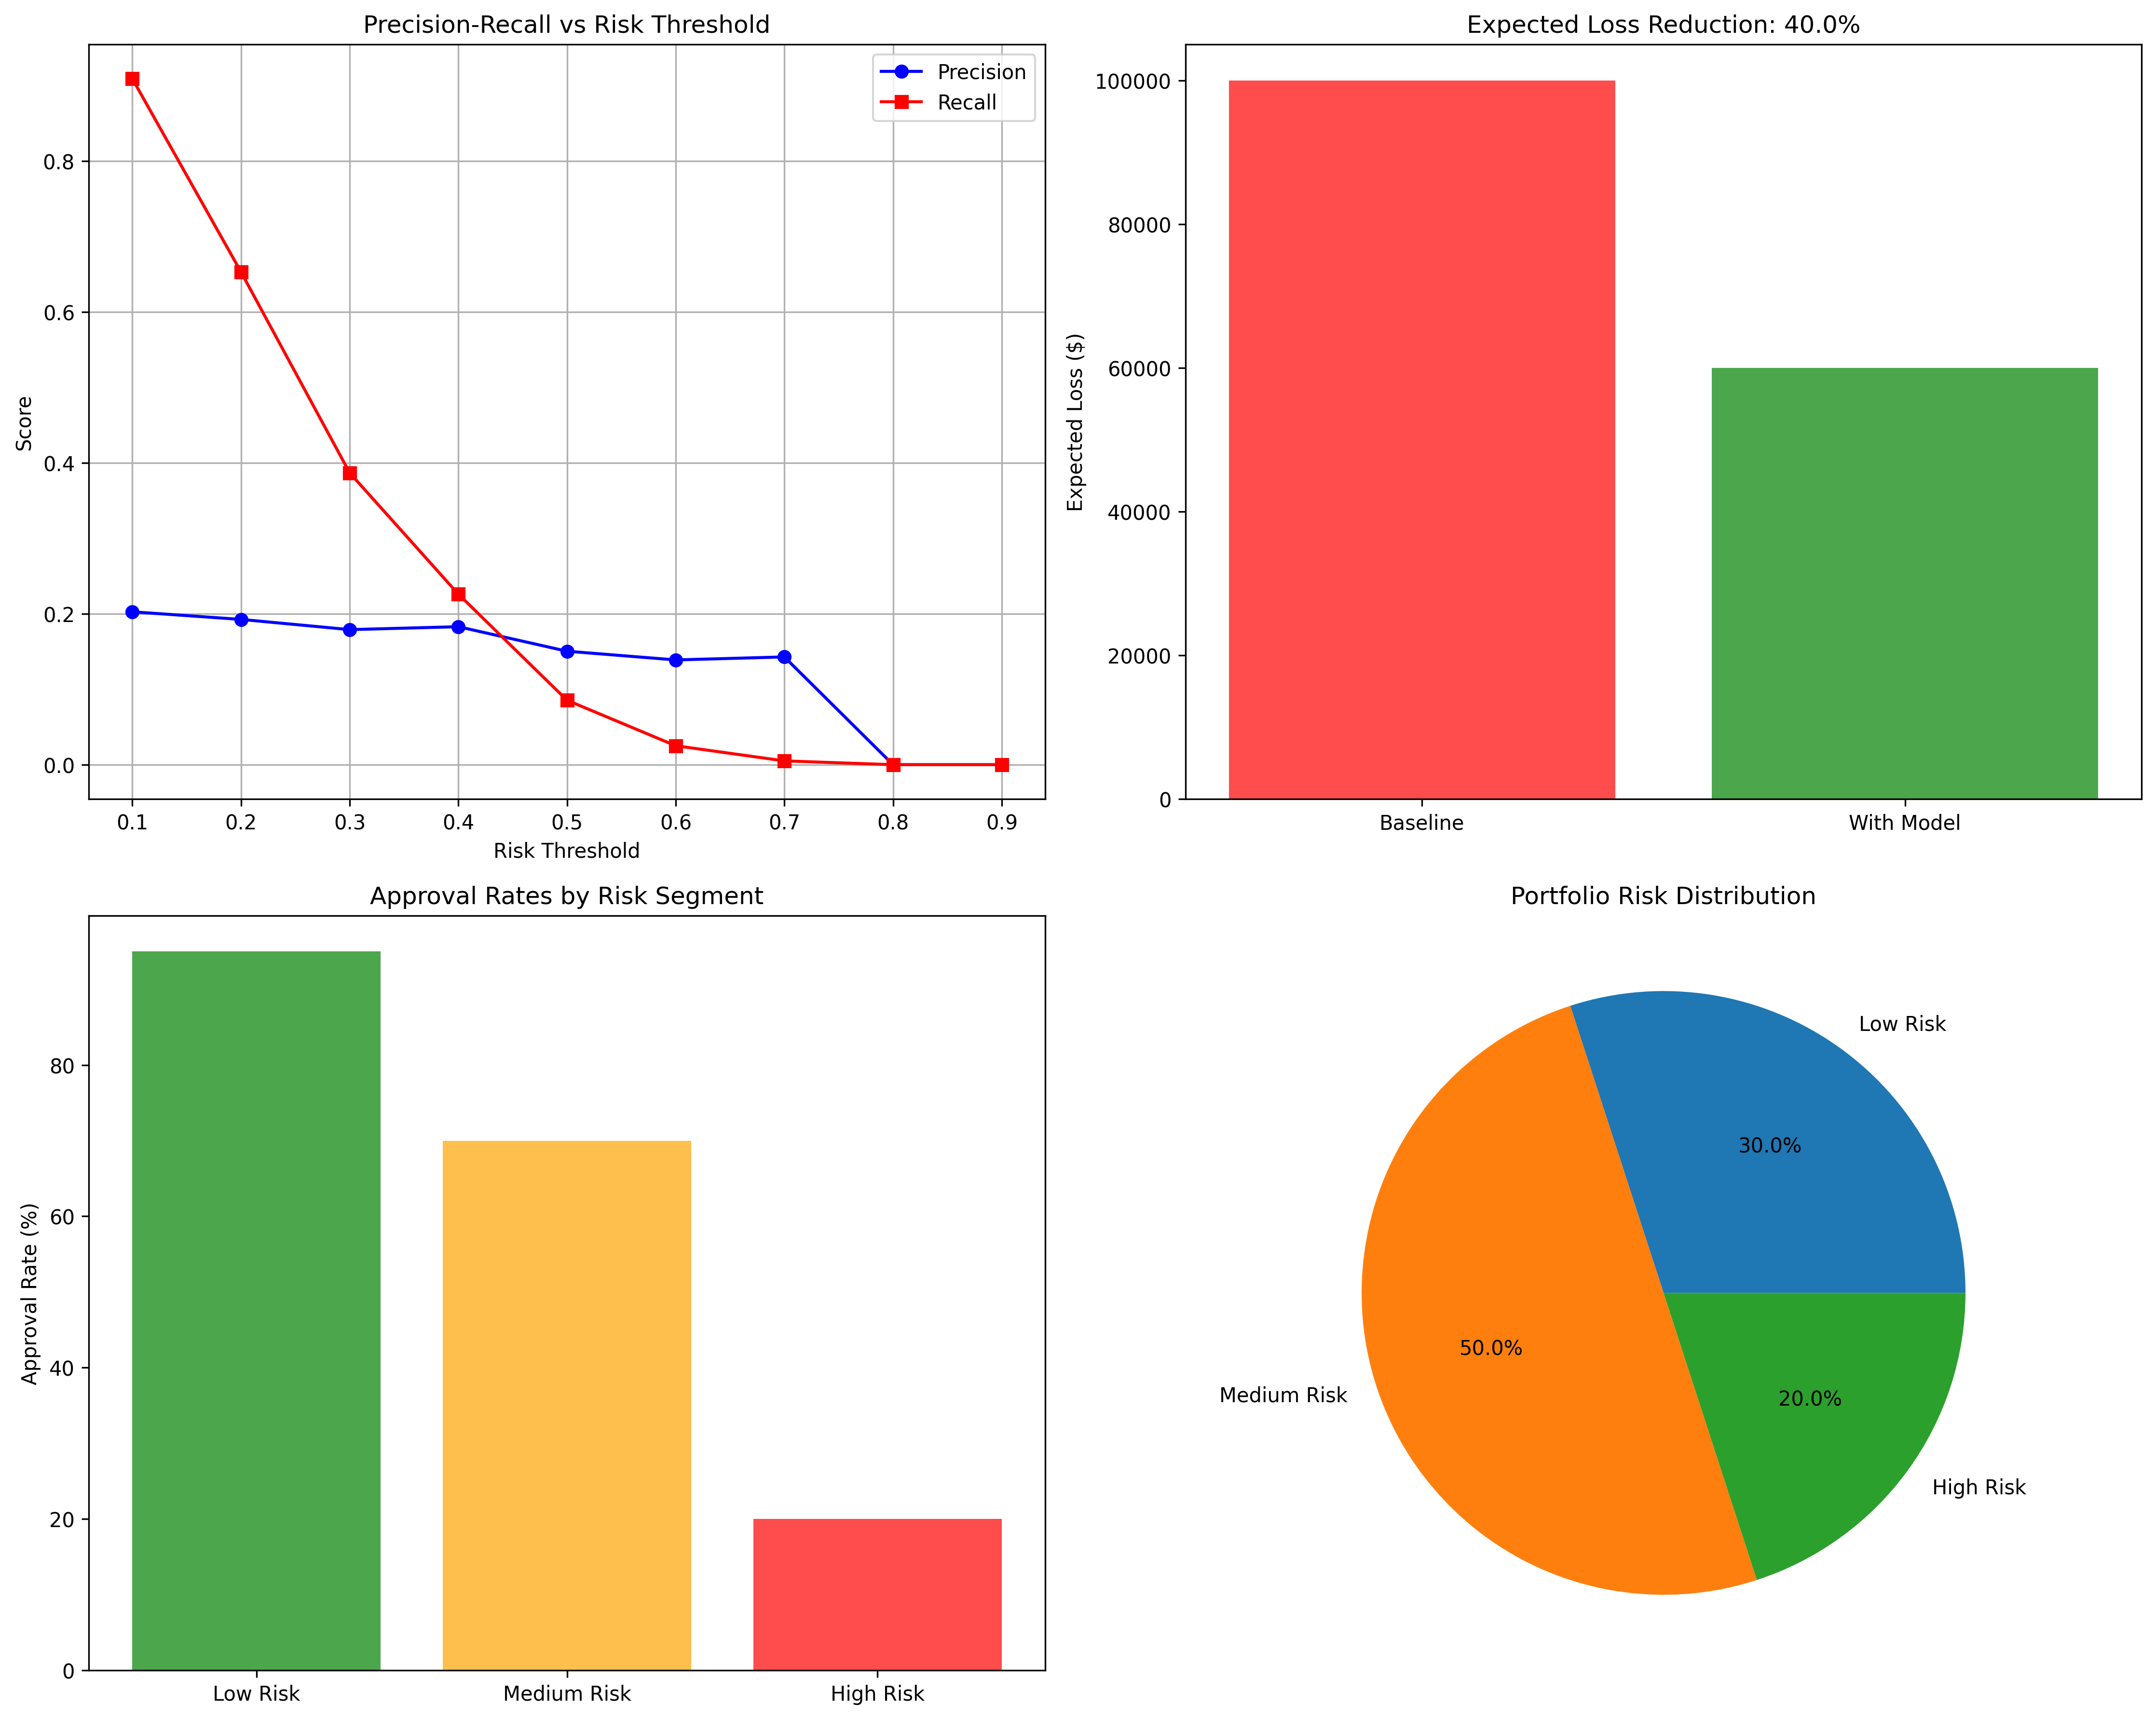 Precision-Recall vs Risk Threshold
Precision
Recall
Score
0.8
0.6
0.4
0.2
0.0
0.1 0.2 0.3 0.4 0.5 0.6 0.7 0.8 0.9
Risk Threshold
Expected Loss Reduction: 40.0%
Expected Loss ($)
100000
80000
60000
40000
20000
0
Baseline With Model
Approval Rates by Risk Segment
Approval Rate (%)
80
60
40
20
0
Low Risk Medium Risk High Risk
Portfolio Risk Distribution
Low Risk
30.0%
50.0%
Medium Risk
20.0%
High Risk